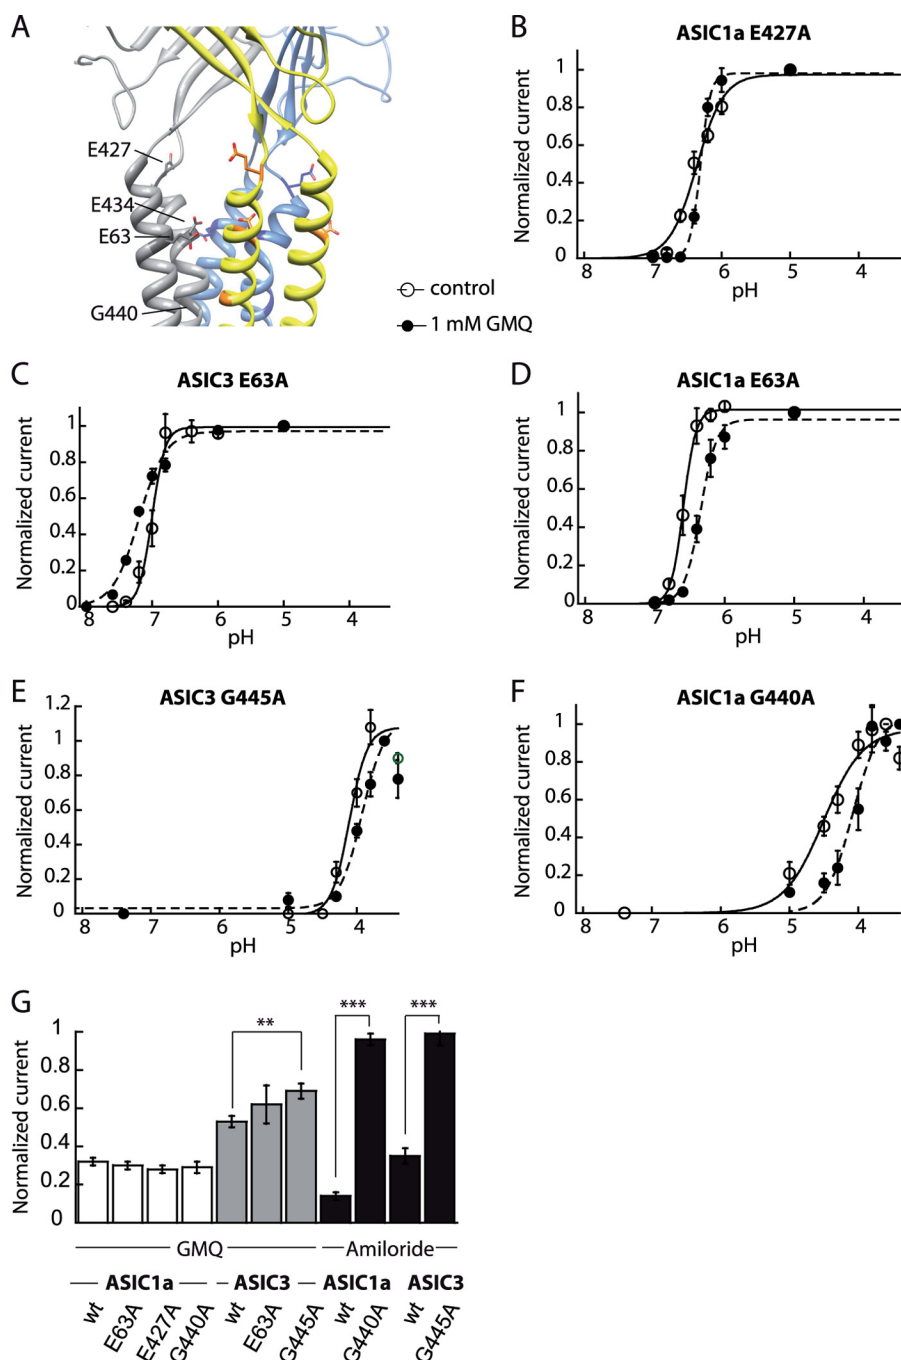 A
E427
E434
E63
G440
control
1 mM GMQ
B
ASIC1a E427A
Normalized current
1
0.8
0.6
0.4
0.2
0
8 7 6 5 4
pH
C
ASIC3 E63A
Normalized current
1
0.8
0.6
0.4
0.2
0
8 7 6 5 4
pH
D
ASIC1a E63A
Normalized current
1
0.8
0.6
0.4
0.2
0
8 7 6 5 4
pH
E
ASIC3 G445A
Normalized current
1.2
1
0.8
0.6
0.4
0.2
0
8 7 6 5 4
pH
F
ASIC1a G440A
Normalized current
1
0.8
0.6
0.4
0.2
0
8 7 6 5 4
pH
G
Normalized current
1
0.8
0.6
0.4
0.2
0
** *** ***
GMQ Amiloride
ASIC1a ASIC3 ASIC1a ASIC3
wt E63A E427A G440A wt E63A G445A wt G440A wt G445A